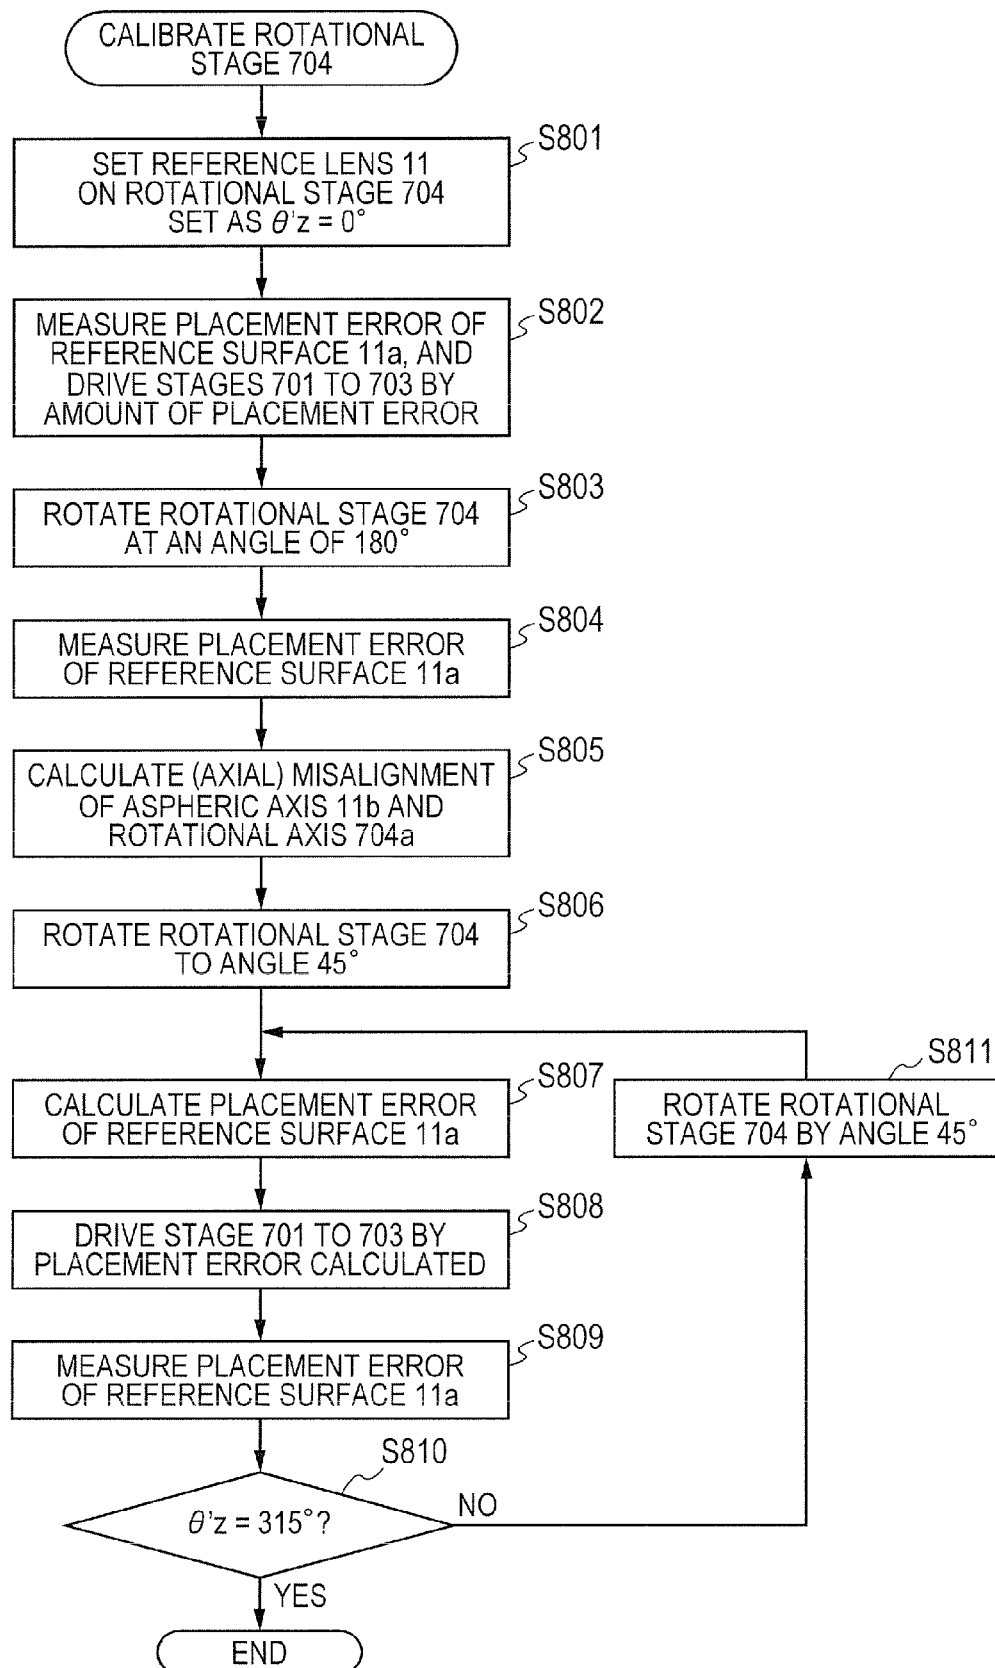 CALIBRATE ROTATIONAL
STAGE 704
S801
SET REFERENCE LENS 11
ON ROTATIONAL STAGE 704
SET AS θ'z = 0°
S802
MEASURE PLACEMENT ERROR OF
REFERENCE SURFACE 11a, AND
DRIVE STAGES 701 TO 703 BY
AMOUNT OF PLACEMENT ERROR
S803
ROTATE ROTATIONAL STAGE 704
AT AN ANGLE OF 180°
S804
MEASURE PLACEMENT ERROR
OF REFERENCE SURFACE 11a
S805
CALCULATE (AXIAL) MISALIGNMENT
OF ASPHERIC AXIS 11b AND
ROTATIONAL AXIS 704a
S806
ROTATE ROTATIONAL STAGE 704
TO ANGLE 45°
S807
CALCULATE PLACEMENT ERROR
OF REFERENCE SURFACE 11a
S811
ROTATE ROTATIONAL
STAGE 704 BY ANGLE 45°
S808
DRIVE STAGE 701 TO 703 BY
PLACEMENT ERROR CALCULATED
S809
MEASURE PLACEMENT ERROR
OF REFERENCE SURFACE 11a
S810
θ'z = 315°?
NO
YES
END